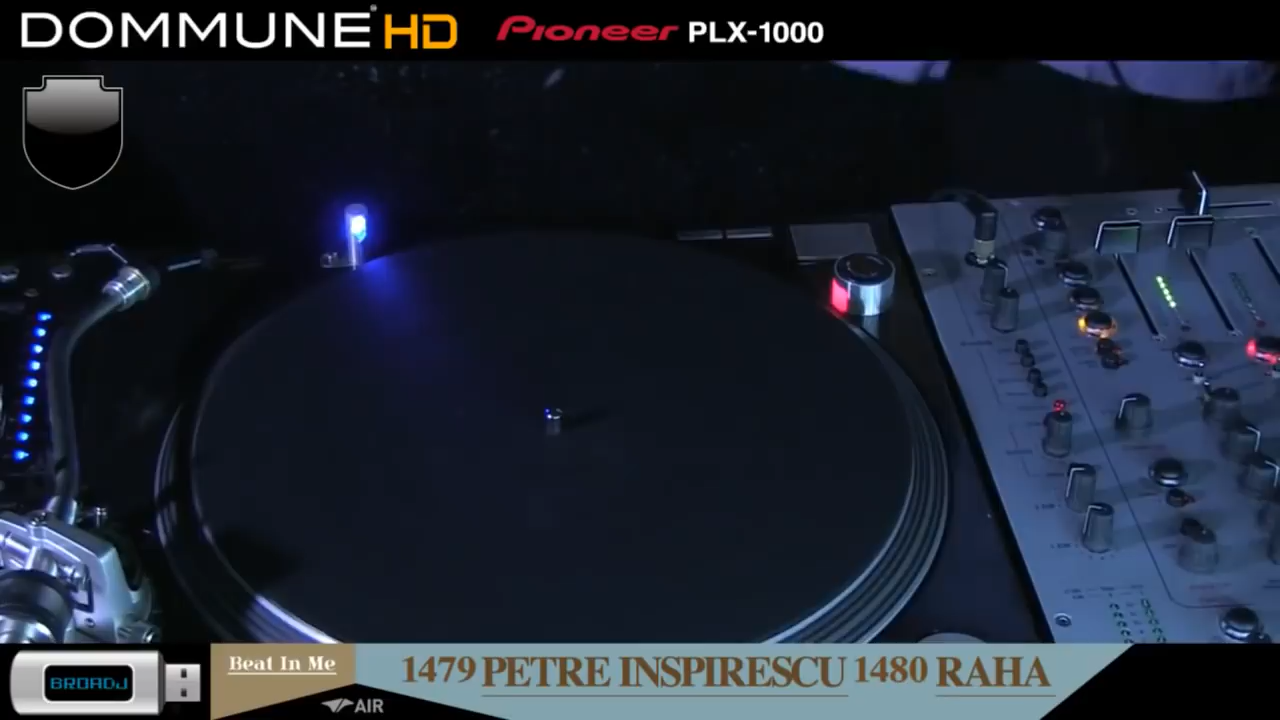 DOMMUNE HD Pioneer PLX-1000
BROADJ
Beat In Me
1479 PETRE INSPIRESCU 1480 RAHA
AIR